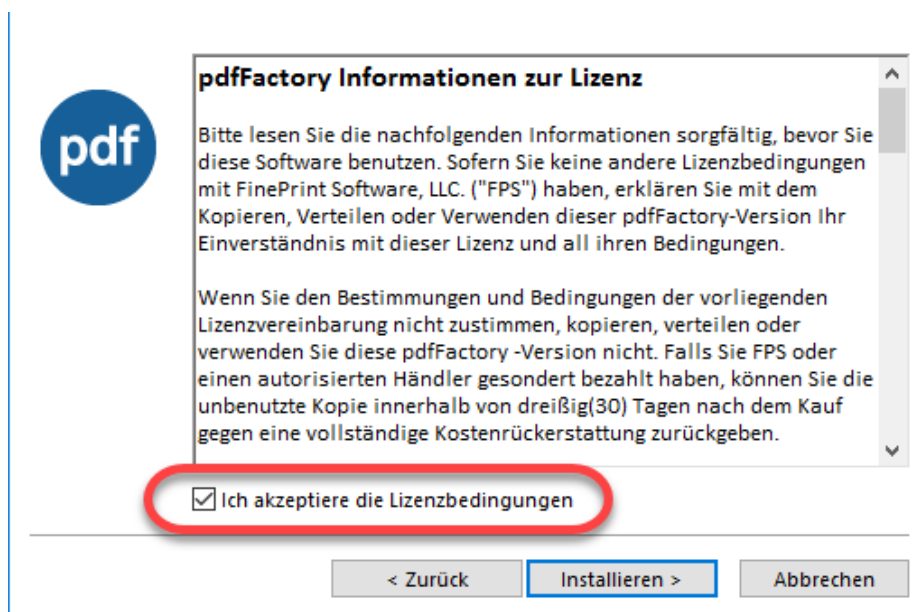 pdfFactory Informationen zur Lizenz
pdf
Bitte lesen Sie die nachfolgenden Informationen sorgfältig, bevor Sie
diese Software benutzen. Sofern Sie keine andere Lizenzbedingungen
mit FinePrint Software, LLC. ("FPS") haben, erklären Sie mit dem
Kopieren, Verteilen oder Verwenden dieser pdfFactory-Version Ihr
Einverständnis mit dieser Lizenz und all ihren Bedingungen.
Wenn Sie den Bestimmungen und Bedingungen der vorliegenden
Lizenzvereinbarung nicht zustimmen, kopieren, verteilen oder
verwenden Sie diese pdfFactory -Version nicht. Falls Sie FPS oder
einen autorisierten Händler gesondert bezahlt haben, können Sie die
unbenutzte Kopie innerhalb von dreißig(30) Tagen nach dem Kauf
gegen eine vollständige Kostenrückerstattung zurückgeben.
Ich akzeptiere die Lizenzbedingungen
< Zurück
Installieren >
Abbrechen